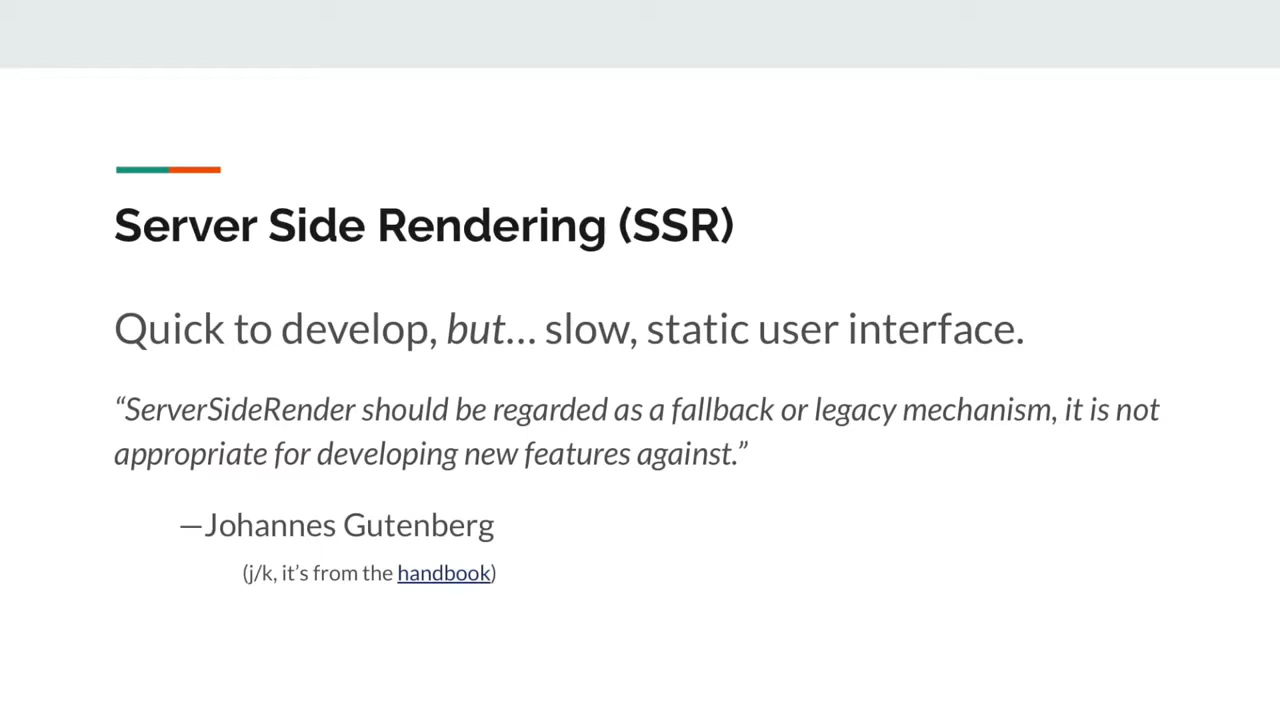 Server Side Rendering (SSR)
Quick to develop, but… slow, static user interface.
“ServerSideRender should be regarded as a fallback or legacy mechanism, it is not
appropriate for developing new features against.”
—Johannes Gutenberg
(j/k, it’s from the handbook)